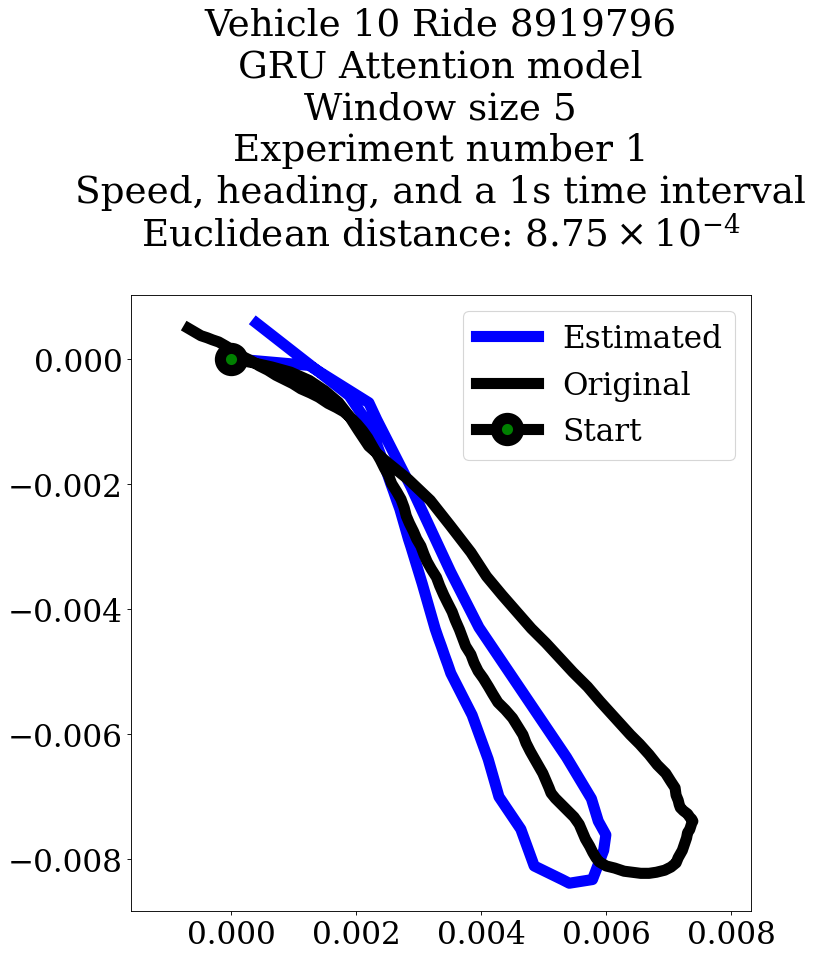 Vehicle 10 Ride 8919796
GRU Attention model
Window size 5
Experiment number 1
Speed, heading, and a 1s time interval
Euclidean distance: 8.75 × 10⁻⁴
Estimated
Original
Start
0.000
−0.002
−0.004
−0.006
−0.008
0.000 0.002 0.004 0.006 0.008